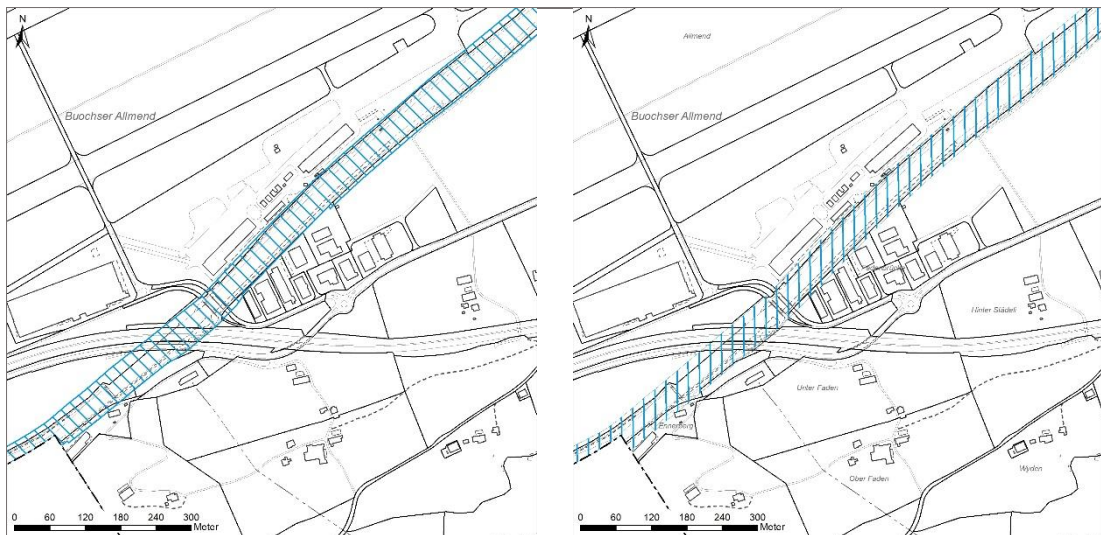 N
Buochser Allmend
0 60 120 180 240 300
Meter
N
Allmend
Buochser Allmend
Hinter Städeli
Unter Faden
Ennerberg
Ober Faden
Wyden
0 60 120 180 240 300
Meter